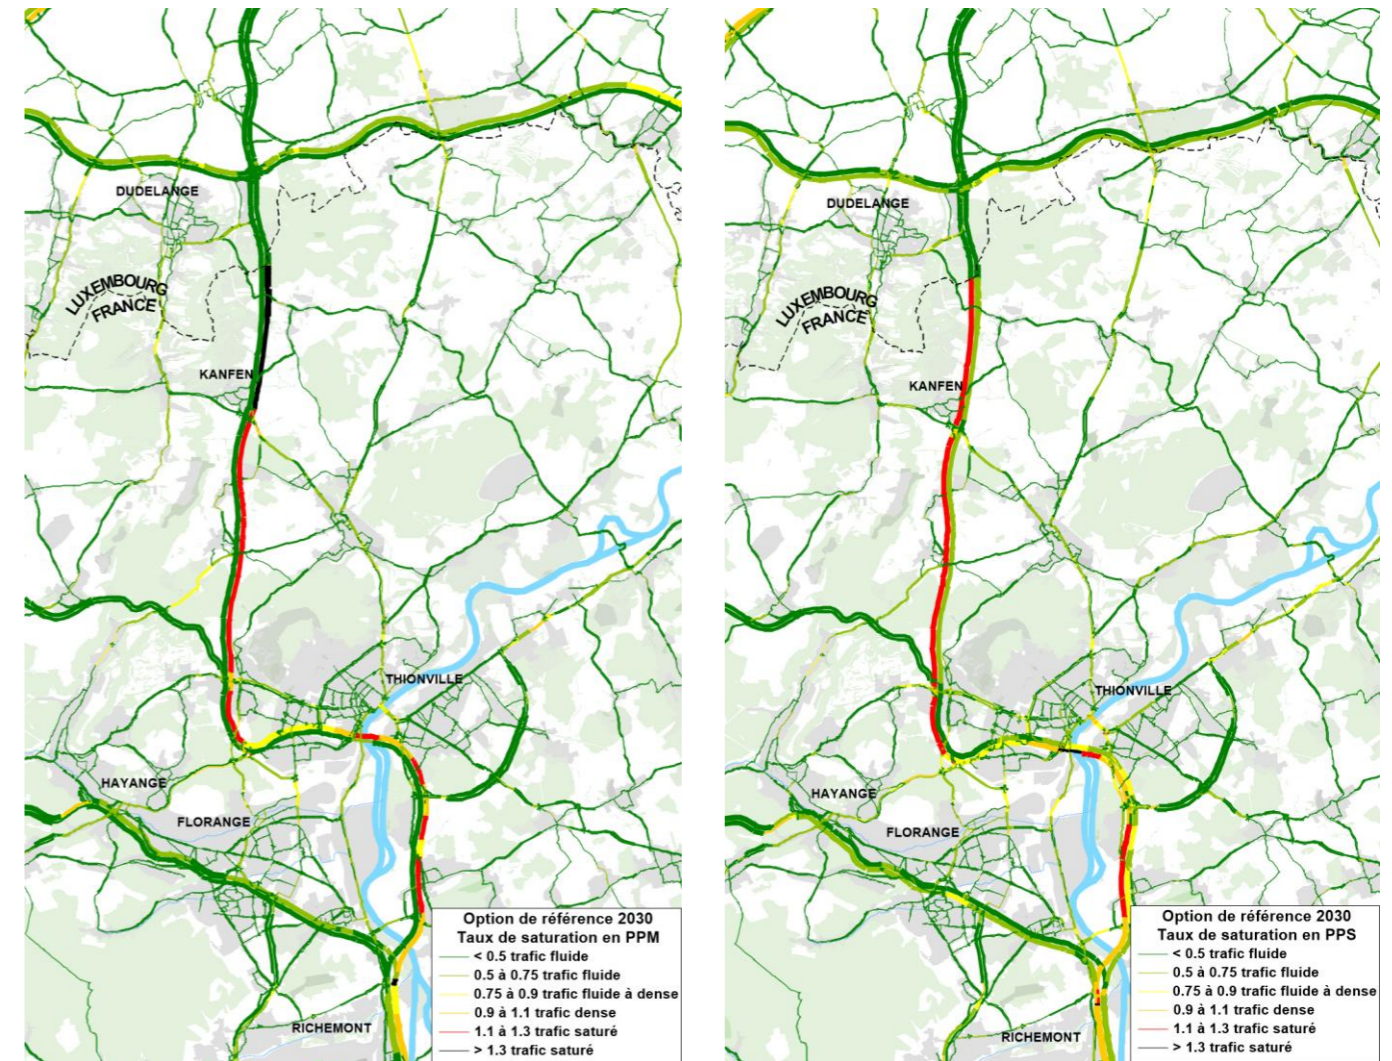 DUDELANGE
LUXEMBOURG
FRANCE
KANFEN
THIONVILLE
HAYANGE
FLORANGE
RICHEMONT
Option de référence 2030
Taux de saturation en PPM
< 0.5 trafic fluide
0.5 à 0.75 trafic fluide
0.75 à 0.9 trafic fluide à dense
0.9 à 1.1 trafic dense
1.1 à 1.3 trafic saturé
> 1.3 trafic saturé
DUDELANGE
LUXEMBOURG
FRANCE
KANFEN
THIONVILLE
HAYANGE
FLORANGE
RICHEMONT
Option de référence 2030
Taux de saturation en PPS
< 0.5 trafic fluide
0.5 à 0.75 trafic fluide
0.75 à 0.9 trafic fluide à dense
0.9 à 1.1 trafic dense
1.1 à 1.3 trafic saturé
> 1.3 trafic saturé